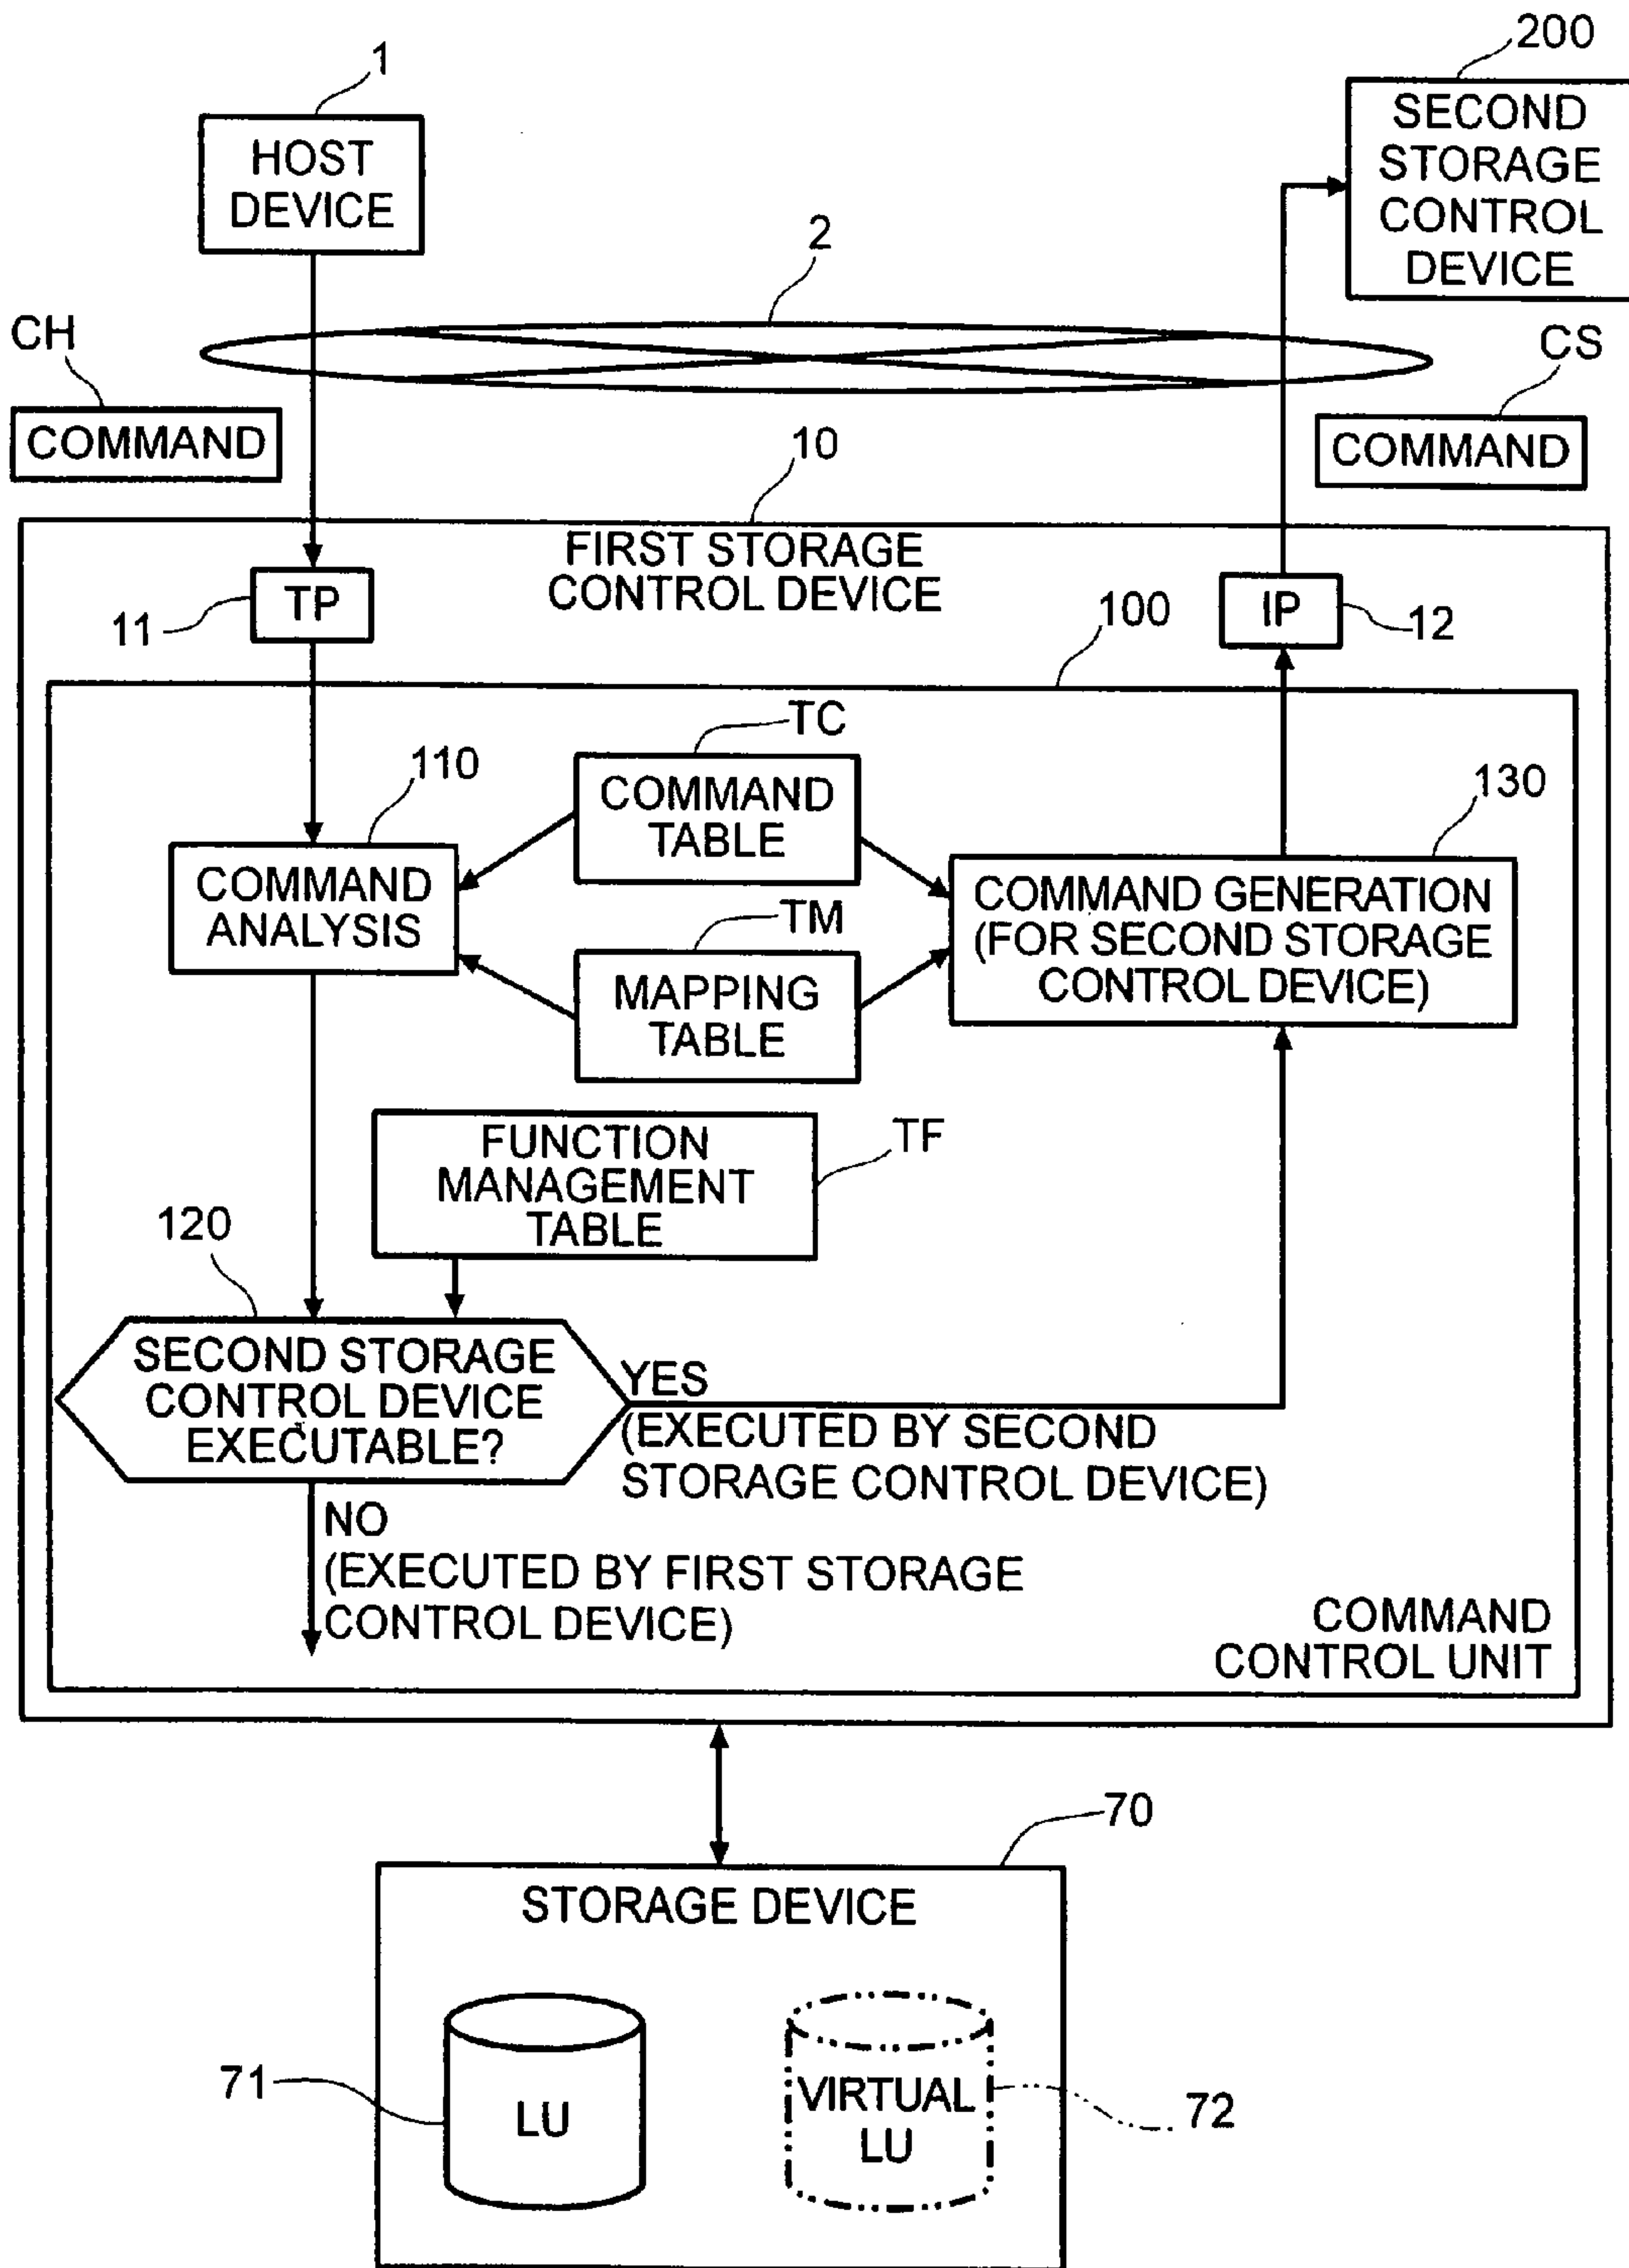 200
1
SECOND
STORAGE
CONTROL
DEVICE
HOST
DEVICE
2
CH
CS
COMMAND
COMMAND
10
FIRST STORAGE
CONTROL DEVICE
11
TP
100
IP
12
TC
110
COMMAND
TABLE
130
COMMAND
ANALYSIS
TM
MAPPING
TABLE
COMMAND GENERATION
(FOR SECOND STORAGE
CONTROL DEVICE)
FUNCTION
MANAGEMENT
TABLE
TF
120
SECOND STORAGE
CONTROL DEVICE
EXECUTABLE?
YES
(EXECUTED BY SECOND
STORAGE CONTROL DEVICE)
NO
(EXECUTED BY FIRST STORAGE
CONTROL DEVICE)
COMMAND
CONTROL UNIT
70
STORAGE DEVICE
71
LU
VIRTUAL
LU
72